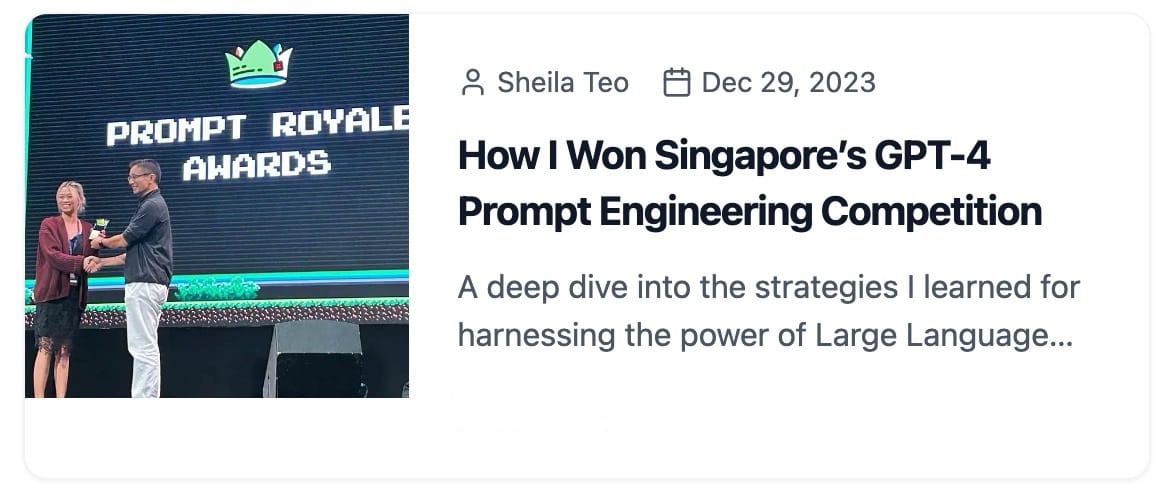 PROMPT ROYALE
AWARDS
Sheila Teo Dec 29, 2023
How I Won Singapore’s GPT-4
Prompt Engineering Competition
A deep dive into the strategies I learned for
harnessing the power of Large Language...